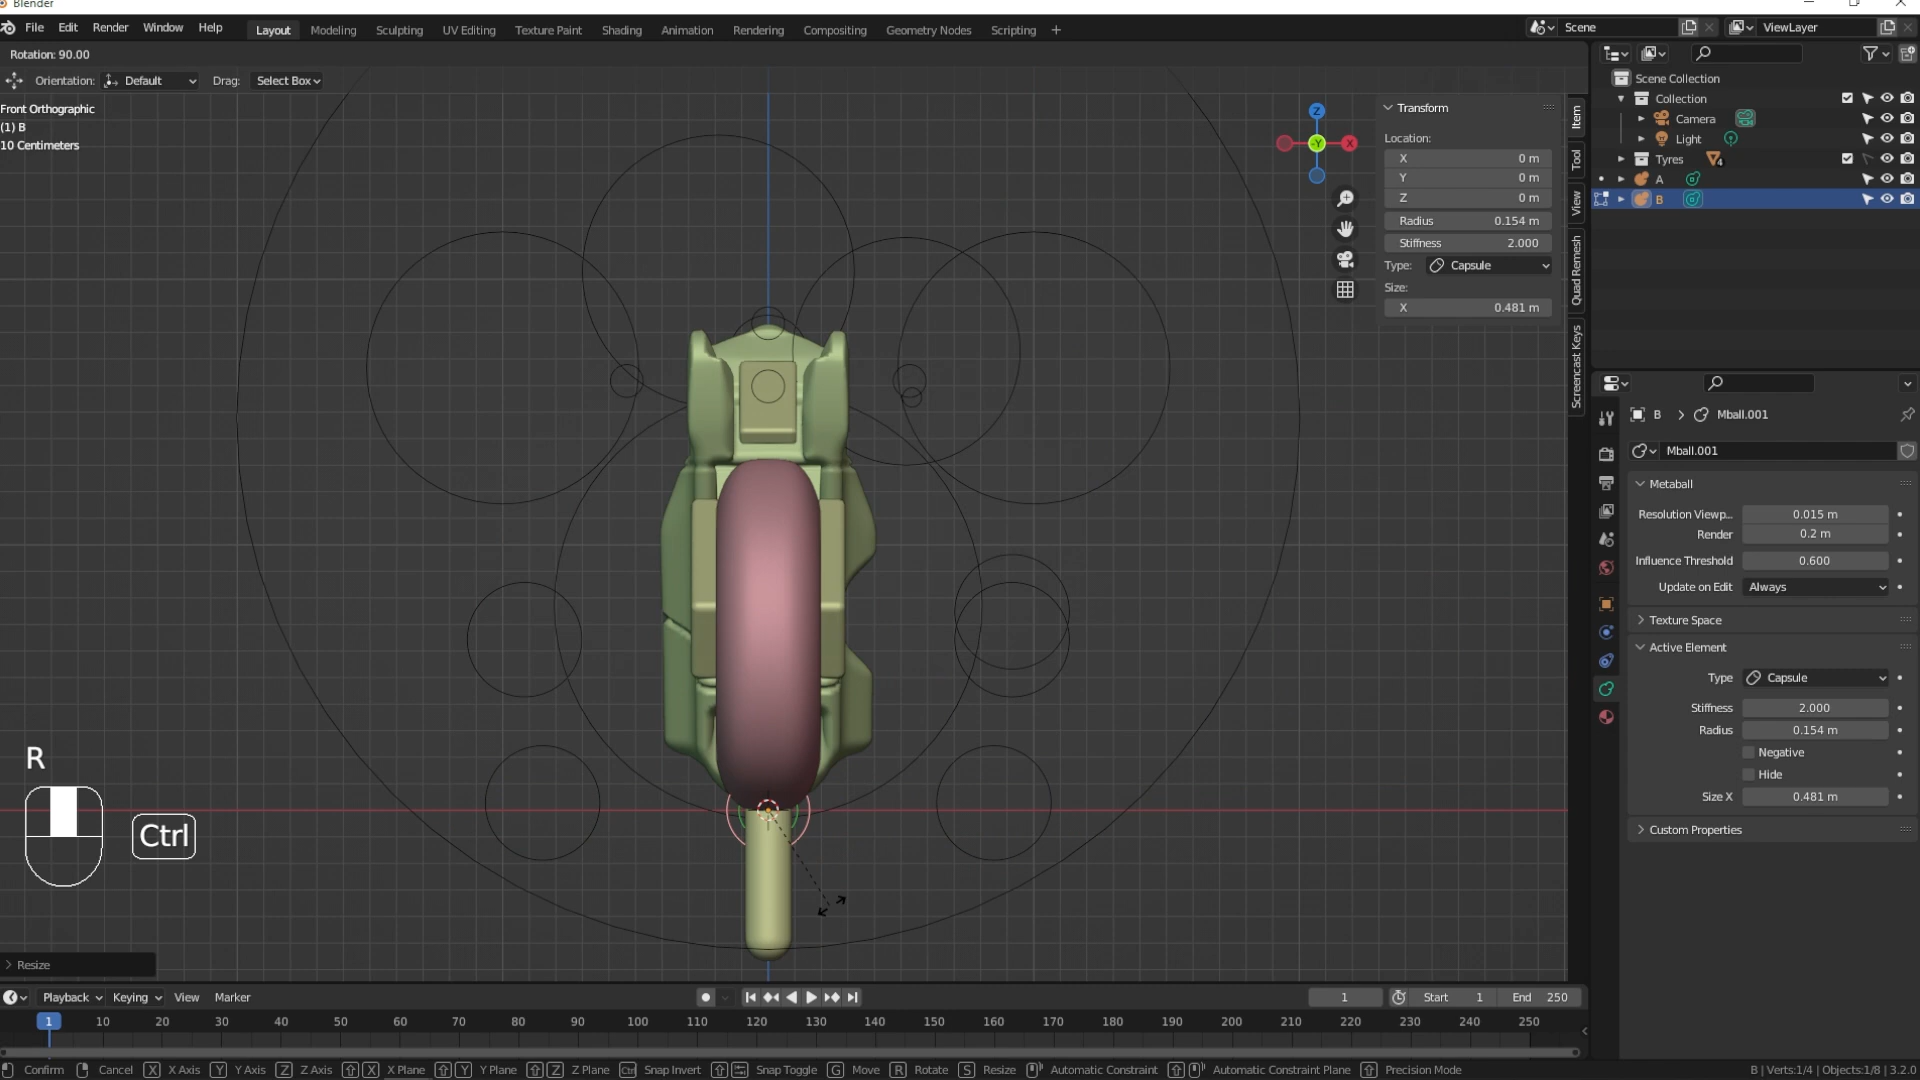 Blender
File Edit Render Window Help Layout Modeling Sculpting UV Editing Texture Paint Shading Animation Rendering Compositing Geometry Nodes Scripting + Scene ViewLayer
Rotation: 90.00
Orientation: Default Drag: Select Box
Front Orthographic
(1) B
10 Centimeters
Z
-Y
X
Transform
Location:
X 0 m
Y 0 m
Z 0 m
Radius 0.154 m
Stiffness 2.000
Type: Capsule
Size:
X 0.481 m
Item
Tool
View
Quad Remesh
Screencast Keys
Scene Collection
Collection
Camera
Light
Tyres 4
A
B
B > Mball.001
Mball.001
Metaball
Resolution Viewp... 0.015 m
Render 0.2 m
Influence Threshold 0.600
Update on Edit Always
Texture Space
Active Element
Type Capsule
Stiffness 2.000
Radius 0.154 m
Negative
Hide
Size X 0.481 m
Custom Properties
R
Ctrl
Resize
Playback Keying View Marker 1 Start 1 End 250
1 10 20 30 40 50 60 70 80 90 100 110 120 130 140 150 160 170 180 190 200 210 220 230 240 250
Confirm Cancel X X Axis Y Y Axis Z Z Axis X X Plane Y Y Plane Z Z Plane Ctrl Snap Invert Snap Toggle G Move R Rotate S Resize Automatic Constraint Automatic Constraint Plane Precision Mode B | Verts:1/4 | Objects:1/8 | 3.2.0